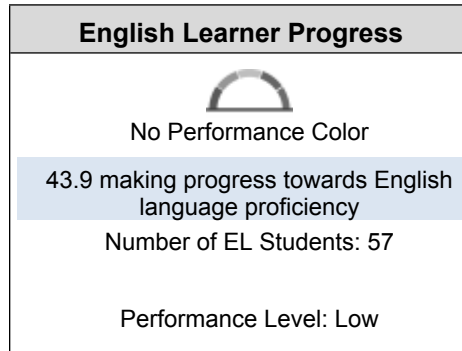 English Learner Progress
No Performance Color
43.9 making progress towards English
language proficiency
Number of EL Students: 57
Performance Level: Low